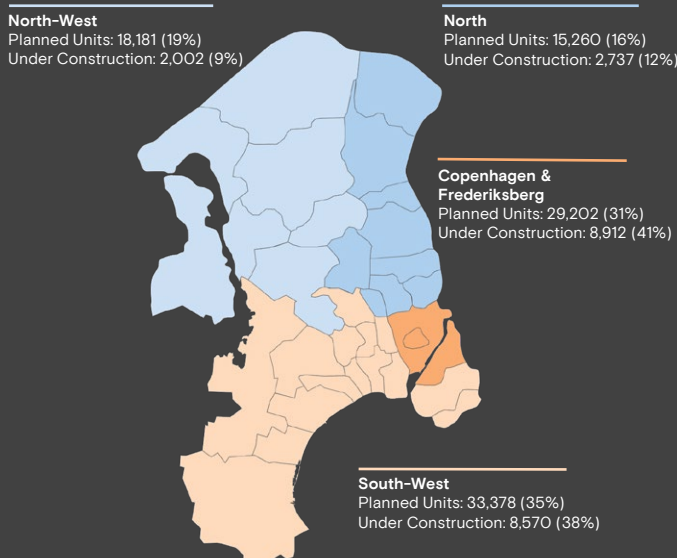 North-West
Planned Units: 18,181 (19%)
Under Construction: 2,002 (9%)
North
Planned Units: 15,260 (16%)
Under Construction: 2,737 (12%)
Copenhagen &
Frederiksberg
Planned Units: 29,202 (31%)
Under Construction: 8,912 (41%)
South-West
Planned Units: 33,378 (35%)
Under Construction: 8,570 (38%)